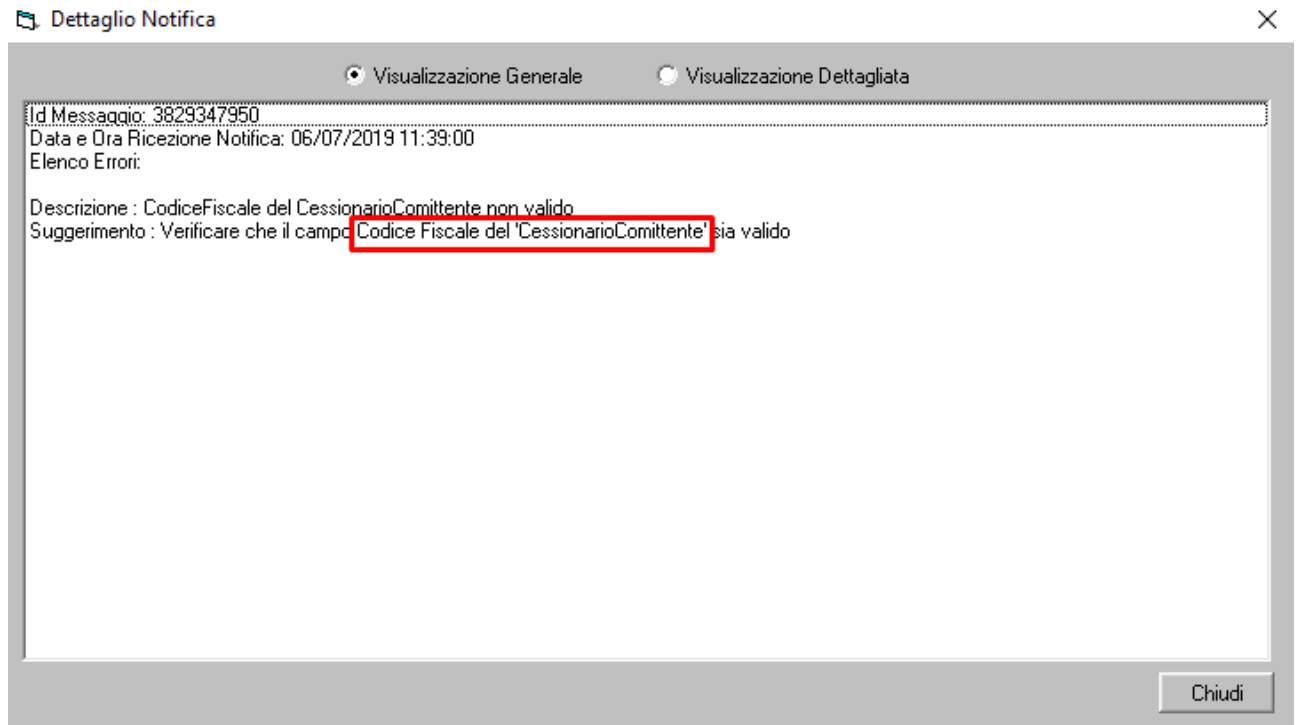 Dettaglio Notifica
Visualizzazione Generale Visualizzazione Dettagliata
Id Messaggio: 3829347950
Data e Ora Ricezione Notifica: 06/07/2019 11:39:00
Elenco Errori:
Descrizione : CodiceFiscale del CessionarioComittente non valido
Suggerimento : Verificare che il campo Codice Fiscale del 'CessionarioComittente' sia valido
Chiudi